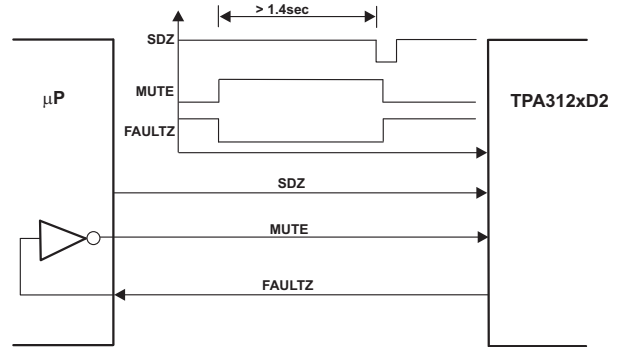 > 1.4sec
SDZ
MUTE
FAULTZ
μP
TPA312xD2
SDZ
MUTE
FAULTZ